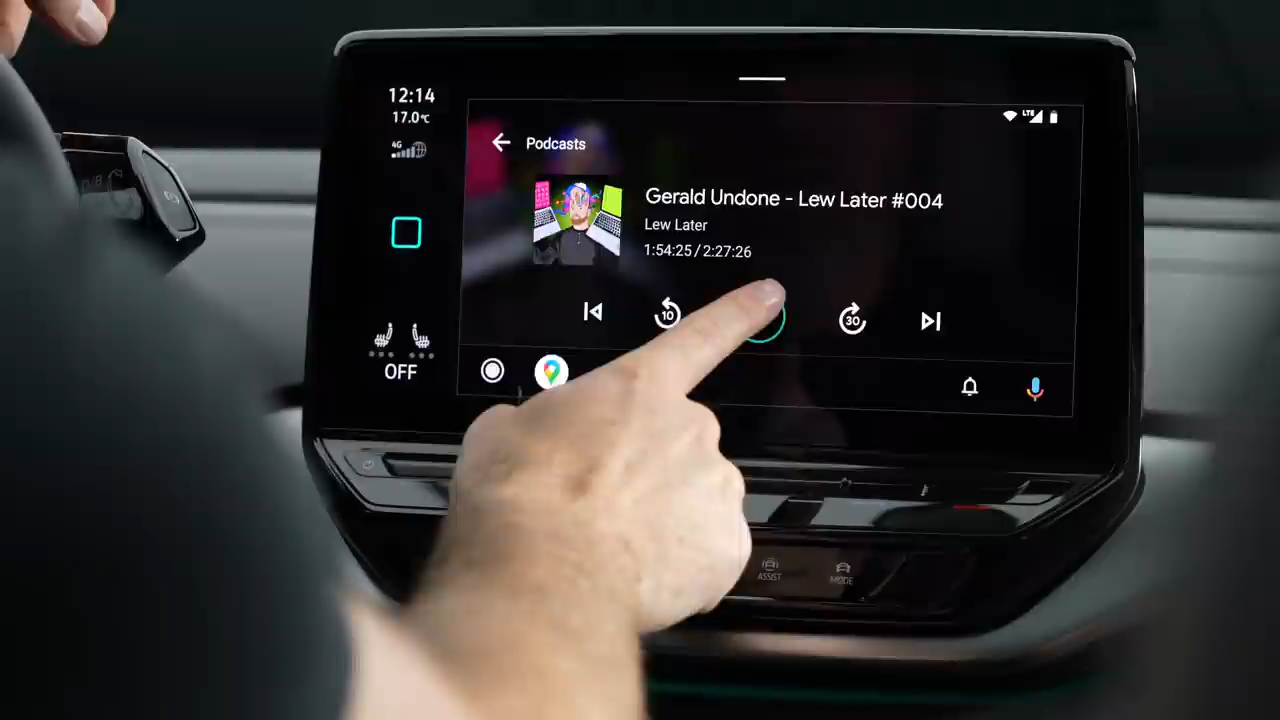 12:14
17.0°C
4G
LTE
Podcasts
Gerald Undone - Lew Later #004
Lew Later
1:54:25 / 2:27:26
10
30
OFF
ASSIST
MODE